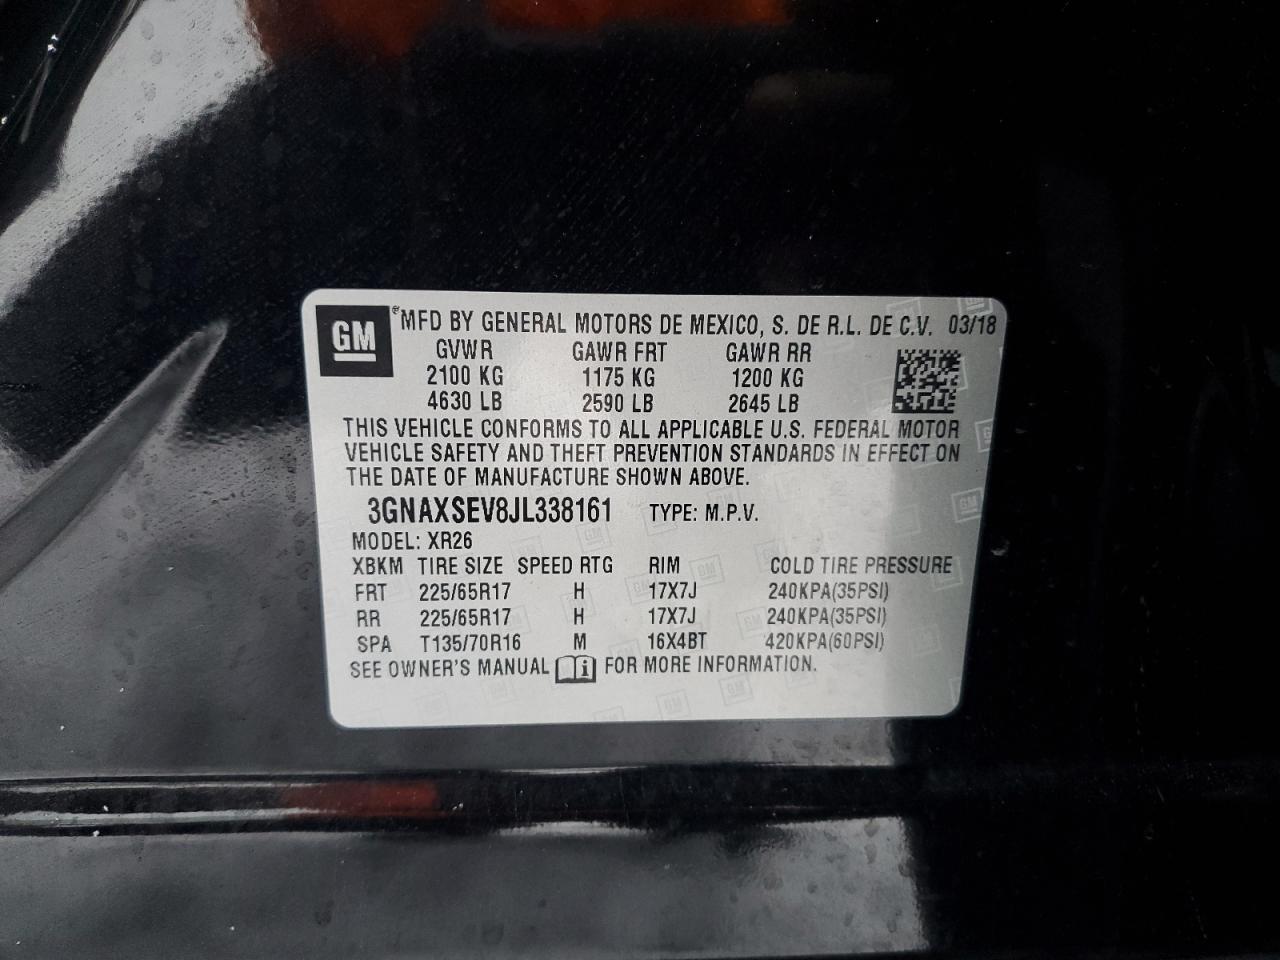 GM
®MFD BY GENERAL MOTORS DE MEXICO, S. DE R.L. DE C.V. 03/18
GVWR GAWR FRT GAWR RR
2100 KG 1175 KG 1200 KG
4630 LB 2590 LB 2645 LB
THIS VEHICLE CONFORMS TO ALL APPLICABLE U.S. FEDERAL MOTOR
VEHICLE SAFETY AND THEFT PREVENTION STANDARDS IN EFFECT ON
THE DATE OF MANUFACTURE SHOWN ABOVE.
3GNAXSEV8JL338161 TYPE: M.P.V.
MODEL: XR26
XBKM TIRE SIZE SPEED RTG RIM COLD TIRE PRESSURE
FRT 225/65R17 H 17X7J 240KPA(35PSI)
RR 225/65R17 H 17X7J 240KPA(35PSI)
SPA T135/70R16 M 16X4BT 420KPA(60PSI)
SEE OWNER'S MANUAL i FOR MORE INFORMATION.